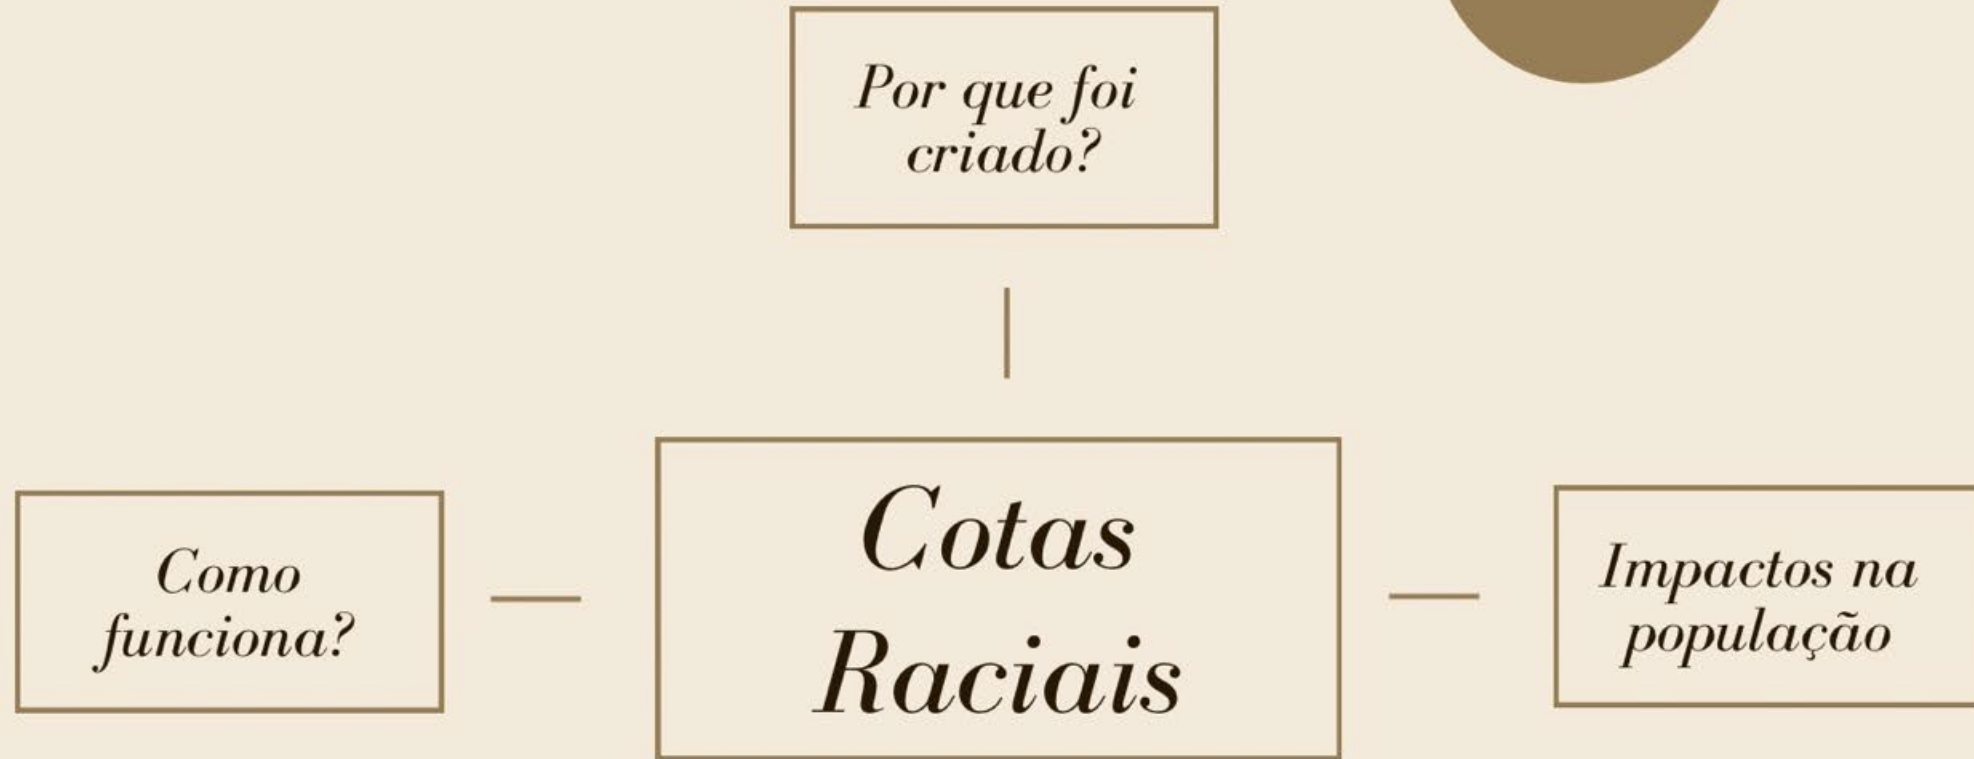 Por que foi
criado?
Cotas
Raciais
Como
funciona?
Impactos na
população